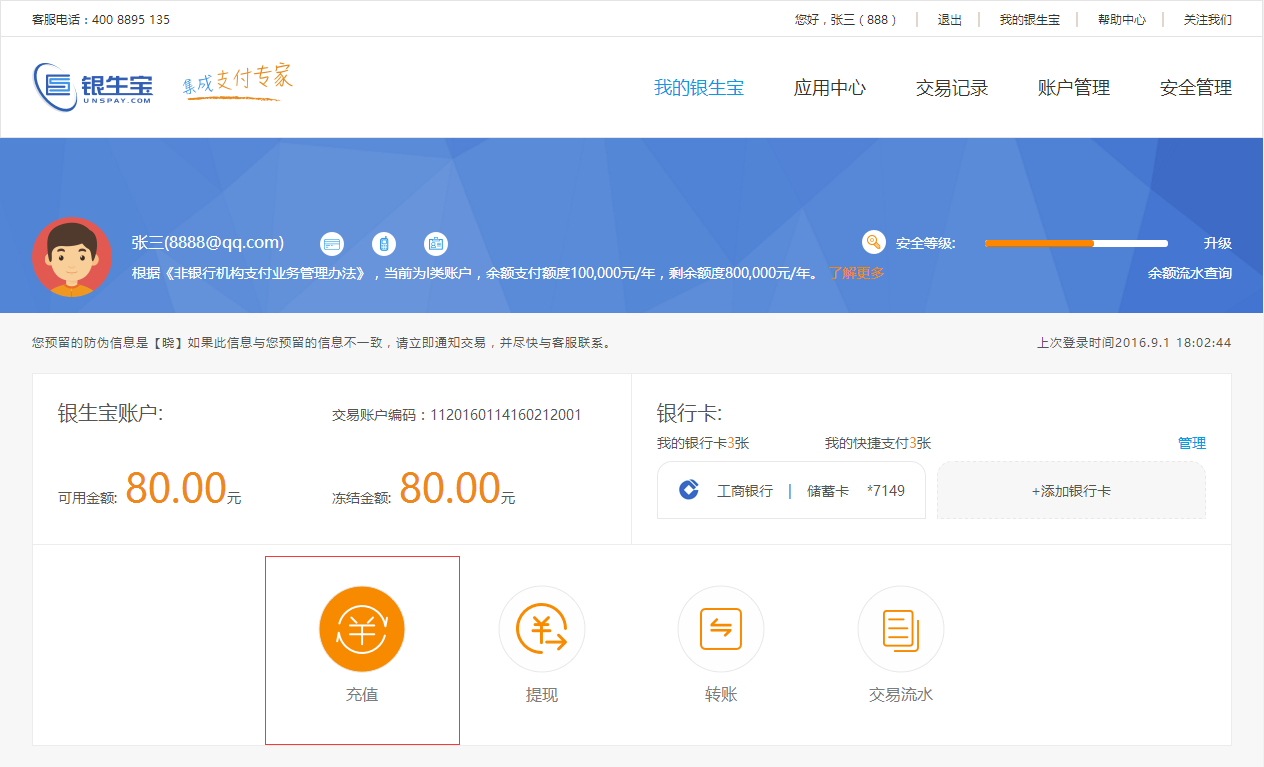 客服电话：400 8895 135
您好，张三（888） | 退出 | 我的银生宝 | 帮助中心 | 关注我们
银生宝
UNSPAY.COM
集成支付专家
我的银生宝 应用中心 交易记录 账户管理 安全管理
张三(8888@qq.com)
安全等级: 升级
根据《非银行机构支付业务管理办法》，当前为I类账户，余额支付额度100,000元/年，剩余额度800,000元/年。 了解更多
余额流水查询
您预留的防伪信息是【晓】如果此信息与您预留的信息不一致，请立即通知交易，并尽快与客服联系。
上次登录时间2016.9.1 18:02:44
银生宝账户: 交易账户编码：1120160114160212001
可用金额: 80.00元 冻结金额: 80.00元
银行卡:
我的银行卡3张 我的快捷支付3张 管理
工商银行 | 储蓄卡 *7149
+添加银行卡
充值 提现 转账 交易流水